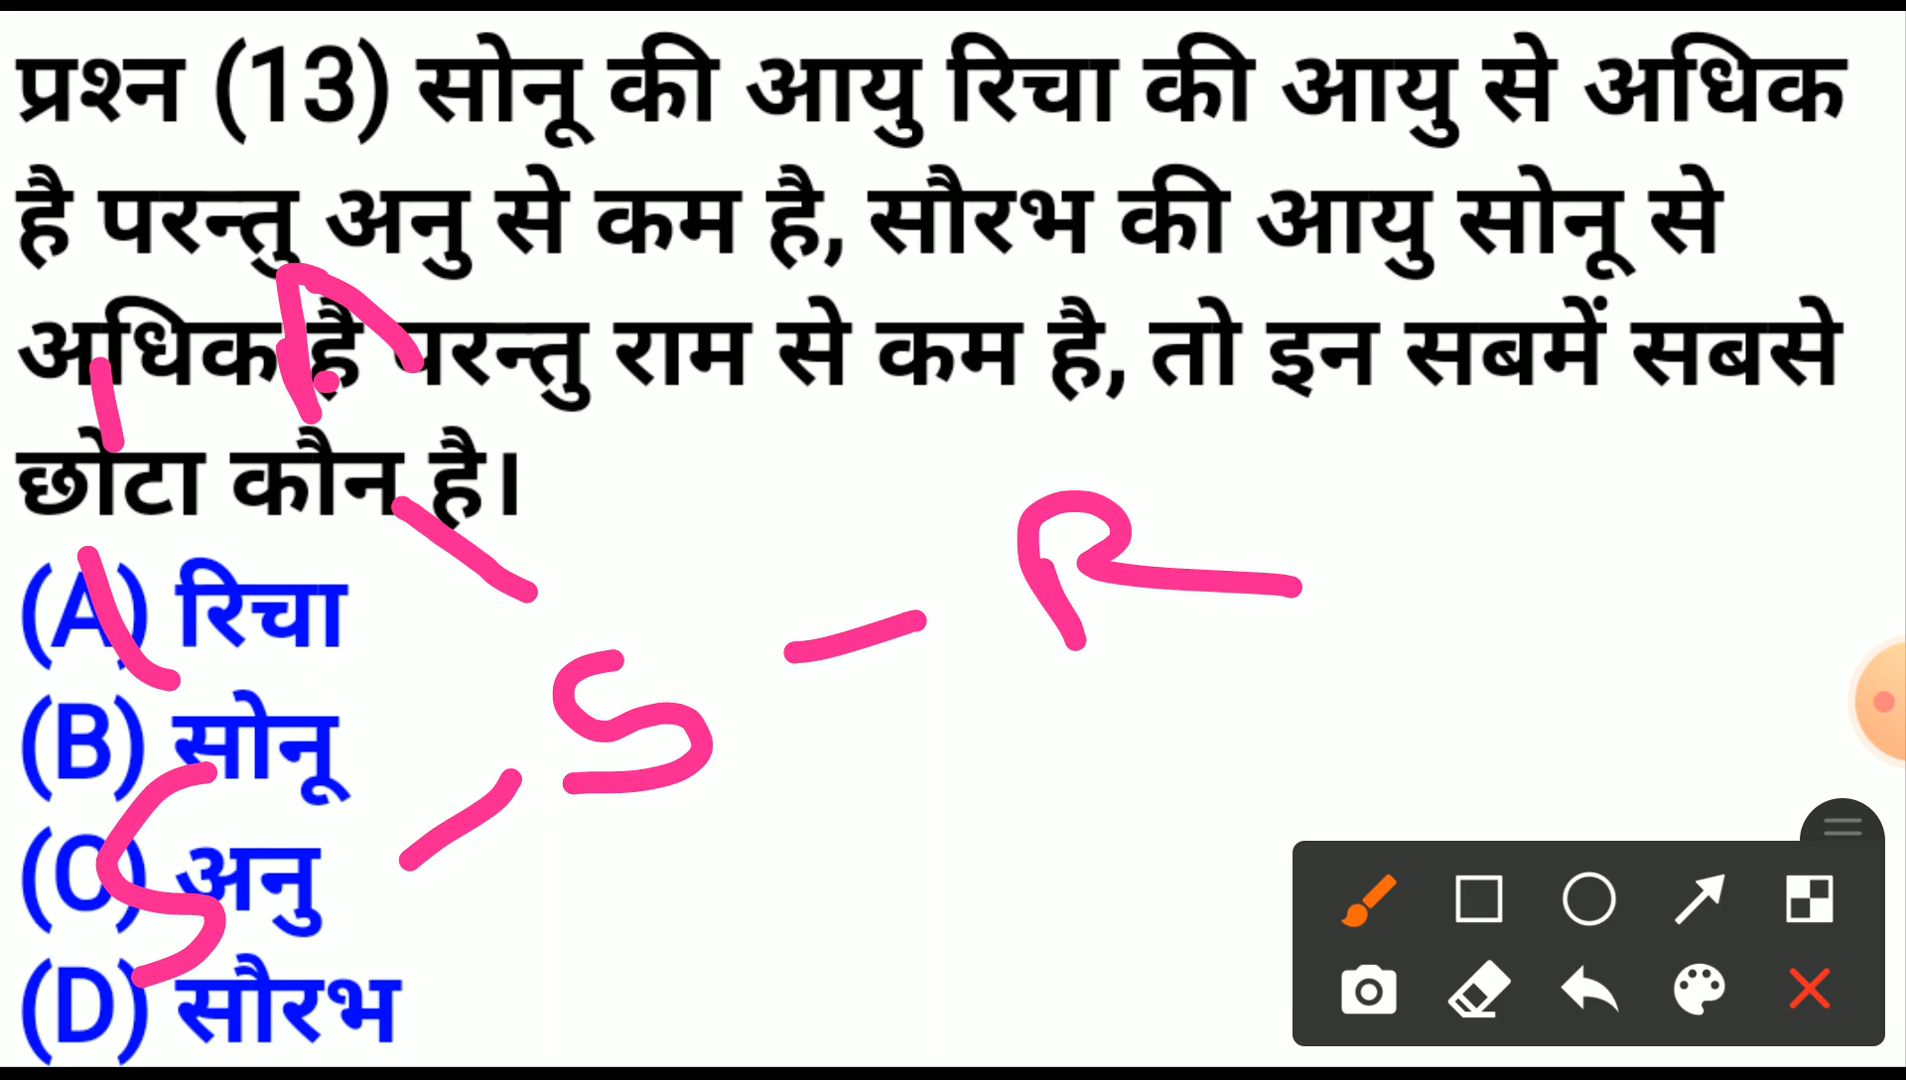 प्रश्न (13) सोनू की आयु रिचा की आयु से अधिक
है परन्तु अनु से कम है, सौरभ की आयु सोनू से
अधिक है परन्तु राम से कम है, तो इन सबमें सबसे
छोटा कौन है।
(A) रिचा
(B) सोनू
(C) अनु
(D) सौरभ
R
S
S